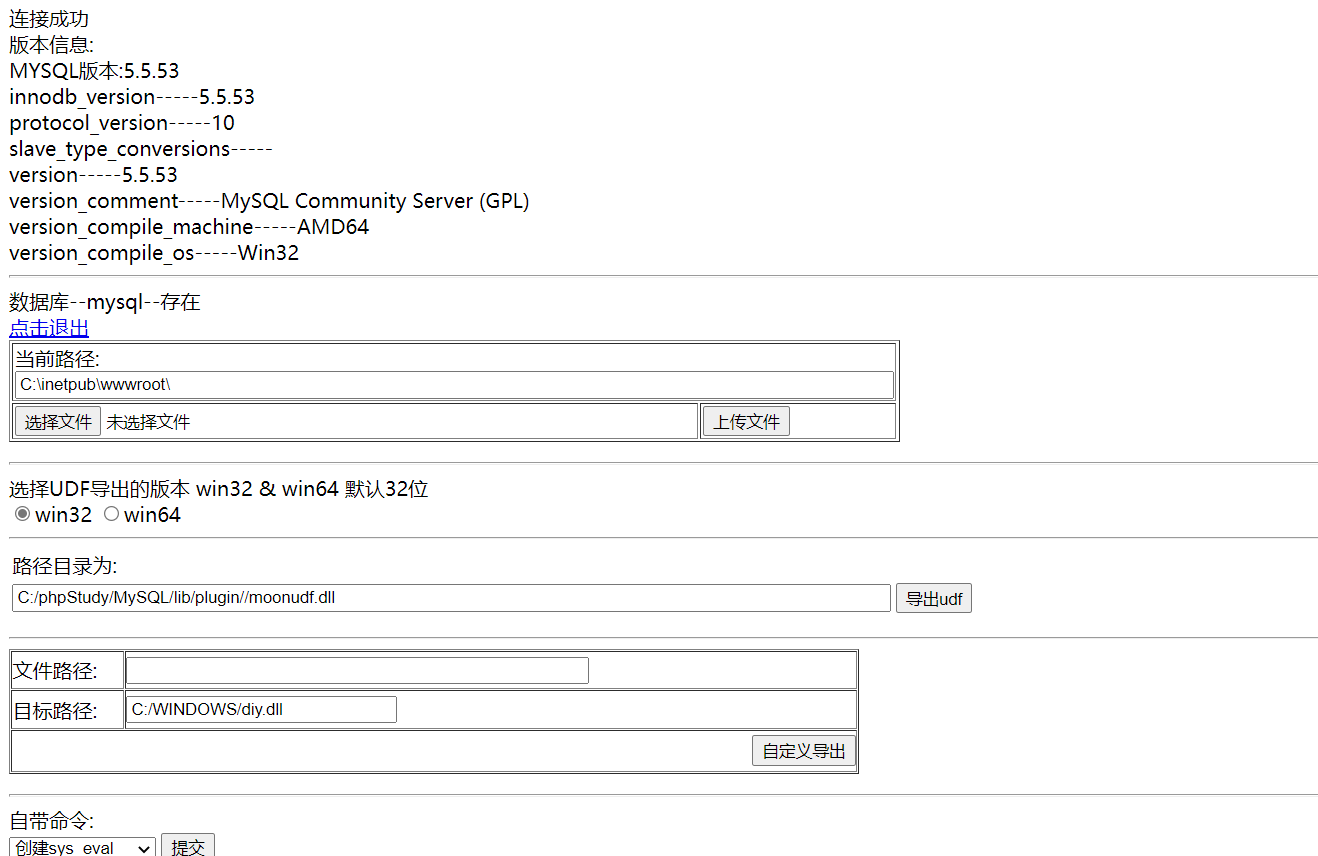 连接成功
版本信息:
MYSQL版本:5.5.53
innodb_version-----5.5.53
protocol_version-----10
slave_type_conversions-----
version-----5.5.53
version_comment-----MySQL Community Server (GPL)
version_compile_machine-----AMD64
version_compile_os-----Win32
数据库--mysql--存在
点击退出
当前路径:
C:\inetpub\wwwroot\
选择文件 未选择文件 上传文件
选择UDF导出的版本 win32 & win64 默认32位
win32 win64
路径目录为:
C:/phpStudy/MySQL/lib/plugin//moonudf.dll 导出udf
文件路径:
目标路径: C:/WINDOWS/diy.dll
自定义导出
自带命令:
创建sys_eval 提交